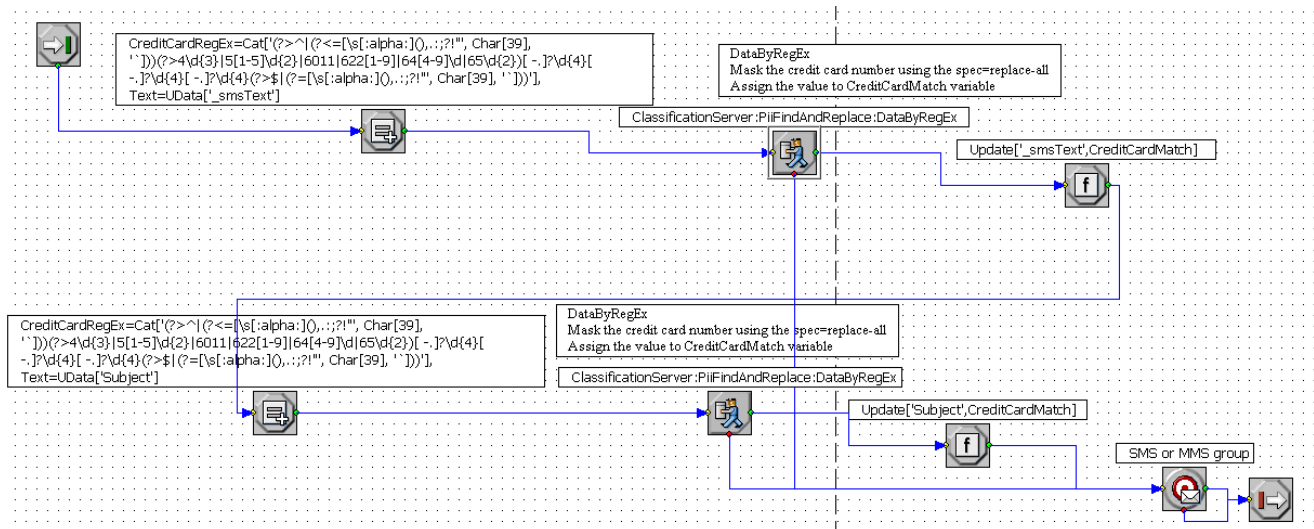 CreditCardRegEx=Cat['(?>^|(?<=[\s[:alpha:](),.:;?!"', Char[39],
'`]))(?>4\d{3}|5[1-5]\d{2}|6011|622[1-9]|64[4-9]\d|65\d{2})[ -.]?\d{4}[
-.]?\d{4}[ -.]?\d{4}(?>$|(?=[\s[:alpha:](),.:;?!"', Char[39], '`]))'],
Text=UData['_smsText']
DataByRegEx
Mask the credit card number using the spec=replace-all
Assign the value to CreditCardMatch variable
ClassificationServer:PiiFindAndReplace:DataByRegEx
Update['_smsText',CreditCardMatch]
f
DataByRegEx
Mask the credit card number using the spec=replace-all
Assign the value to CreditCardMatch variable
CreditCardRegEx=Cat['(?>^|(?<=[\s[:alpha:](),.:;?!"', Char[39],
'`]))(?>4\d{3}|5[1-5]\d{2}|6011|622[1-9]|64[4-9]\d|65\d{2})[ -.]?\d{4}[
-.]?\d{4}[ -.]?\d{4}(?>$|(?=[\s[:alpha:](),.:;?!"', Char[39], '`]))'],
Text=UData['Subject']
ClassificationServer:PiiFindAndReplace:DataByRegEx
Update['Subject',CreditCardMatch]
f
SMS or MMS group